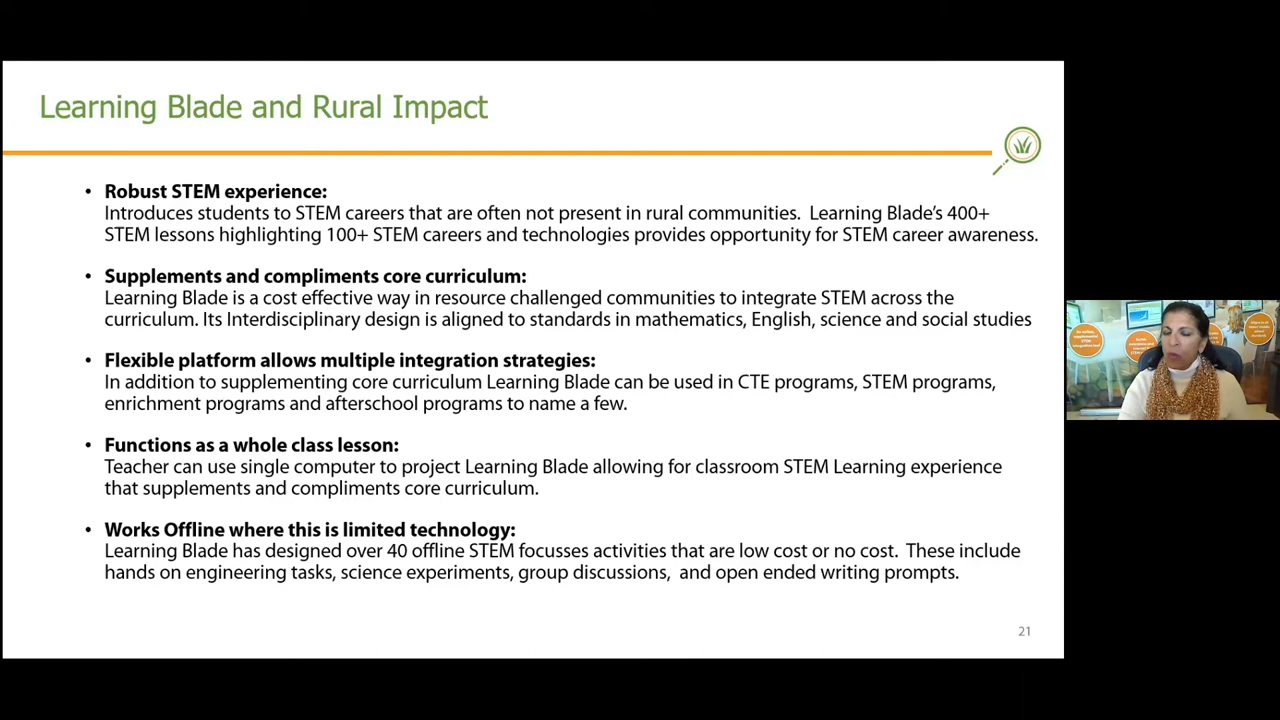 Learning Blade and Rural Impact
• Robust STEM experience:
Introduces students to STEM careers that are often not present in rural communities.  Learning Blade’s 400+
STEM lessons highlighting 100+ STEM careers and technologies provides opportunity for STEM career awareness.
• Supplements and compliments core curriculum:
Learning Blade is a cost effective way in resource challenged communities to integrate STEM across the
curriculum. Its Interdisciplinary design is aligned to standards in mathematics, English, science and social studies
• Flexible platform allows multiple integration strategies:
In addition to supplementing core curriculum Learning Blade can be used in CTE programs, STEM programs,
enrichment programs and afterschool programs to name a few.
• Functions as a whole class lesson:
Teacher can use single computer to project Learning Blade allowing for classroom STEM Learning experience
that supplements and compliments core curriculum.
• Works Offline where this is limited technology:
Learning Blade has designed over 40 offline STEM focusses activities that are low cost or no cost.  These include
hands on engineering tasks, science experiments, group discussions,  and open ended writing prompts.
21